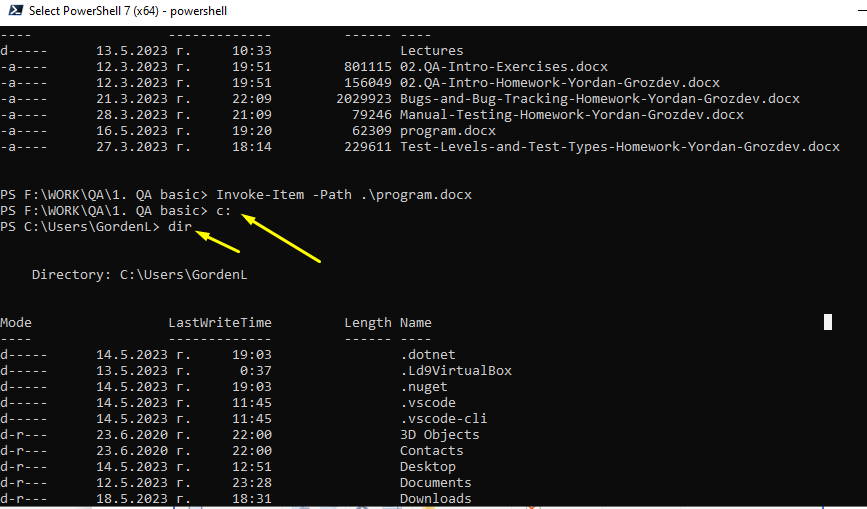 Select PowerShell 7 (x64) - powershell
---- ------------- ------ ----
d----- 13.5.2023 г. 10:33 Lectures
-a---- 12.3.2023 г. 19:51 801115 02.QA-Intro-Exercises.docx
-a---- 12.3.2023 г. 19:51 156049 02.QA-Intro-Homework-Yordan-Grozdev.docx
-a---- 21.3.2023 г. 22:09 2029923 Bugs-and-Bug-Tracking-Homework-Yordan-Grozdev.docx
-a---- 28.3.2023 г. 21:09 79246 Manual-Testing-Homework-Yordan-Grozdev.docx
-a---- 16.5.2023 г. 19:20 62309 program.docx
-a---- 27.3.2023 г. 18:14 229611 Test-Levels-and-Test-Types-Homework-Yordan-Grozdev.docx
PS F:\WORK\QA\1. QA basic> Invoke-Item -Path .\program.docx
PS F:\WORK\QA\1. QA basic> c:
PS C:\Users\GordenL> dir
Directory: C:\Users\GordenL
Mode LastWriteTime Length Name
---- ------------- ------ ----
d----- 14.5.2023 г. 19:03 .dotnet
d----- 13.5.2023 г. 0:37 .Ld9VirtualBox
d----- 14.5.2023 г. 19:03 .nuget
d----- 14.5.2023 г. 11:45 .vscode
d----- 14.5.2023 г. 11:45 .vscode-cli
d-r--- 23.6.2020 г. 22:00 3D Objects
d-r--- 23.6.2020 г. 22:00 Contacts
d-r--- 14.5.2023 г. 12:51 Desktop
d-r--- 12.5.2023 г. 23:28 Documents
d-r--- 18.5.2023 г. 18:31 Downloads